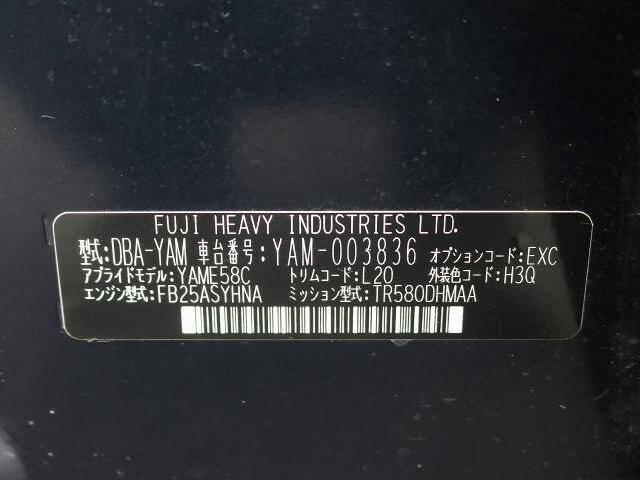 FUJI HEAVY INDUSTRIES LTD.
型式:DBA-YAM 車台番号:YAM-003836 オプションコード:EXC
アプライドモデル:YAME58C トリムコード:L20 外装色コード:H3Q
エンジン型式:FB25ASYHNA ミッション型式:TR580DHMAA